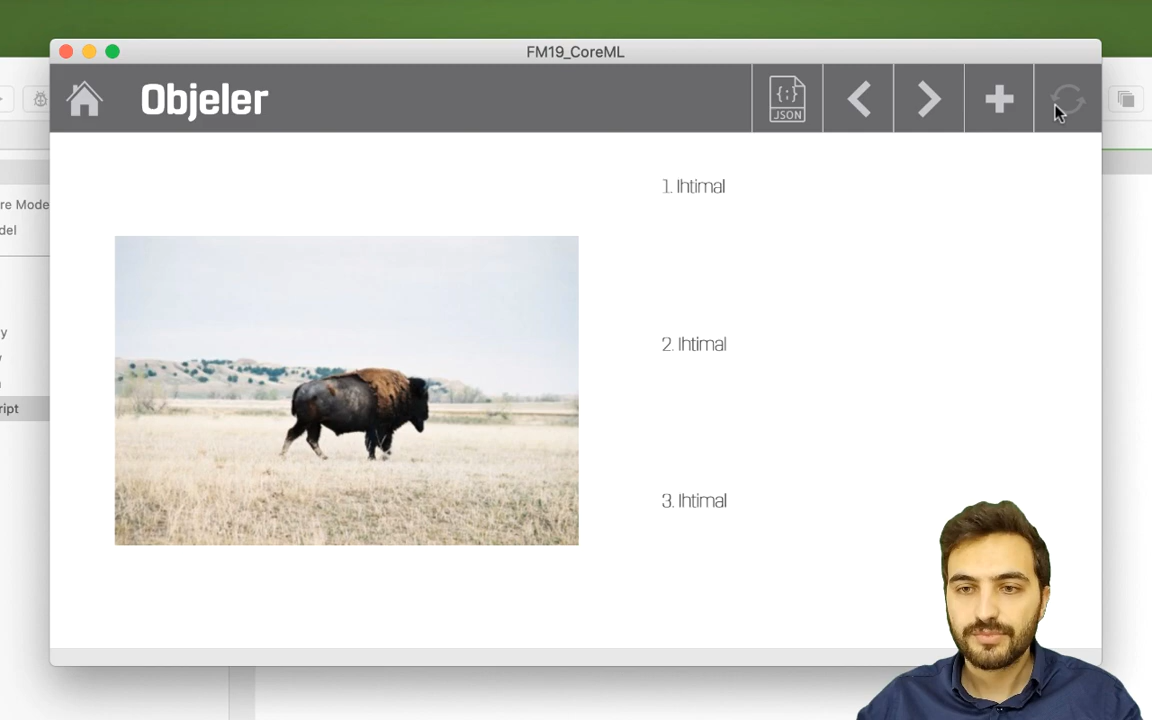 FM19_CoreML
Objeler
{;}
JSON
re Mode
del
1. Ihtimal
2. Ihtimal
3. Ihtimal
y
ript